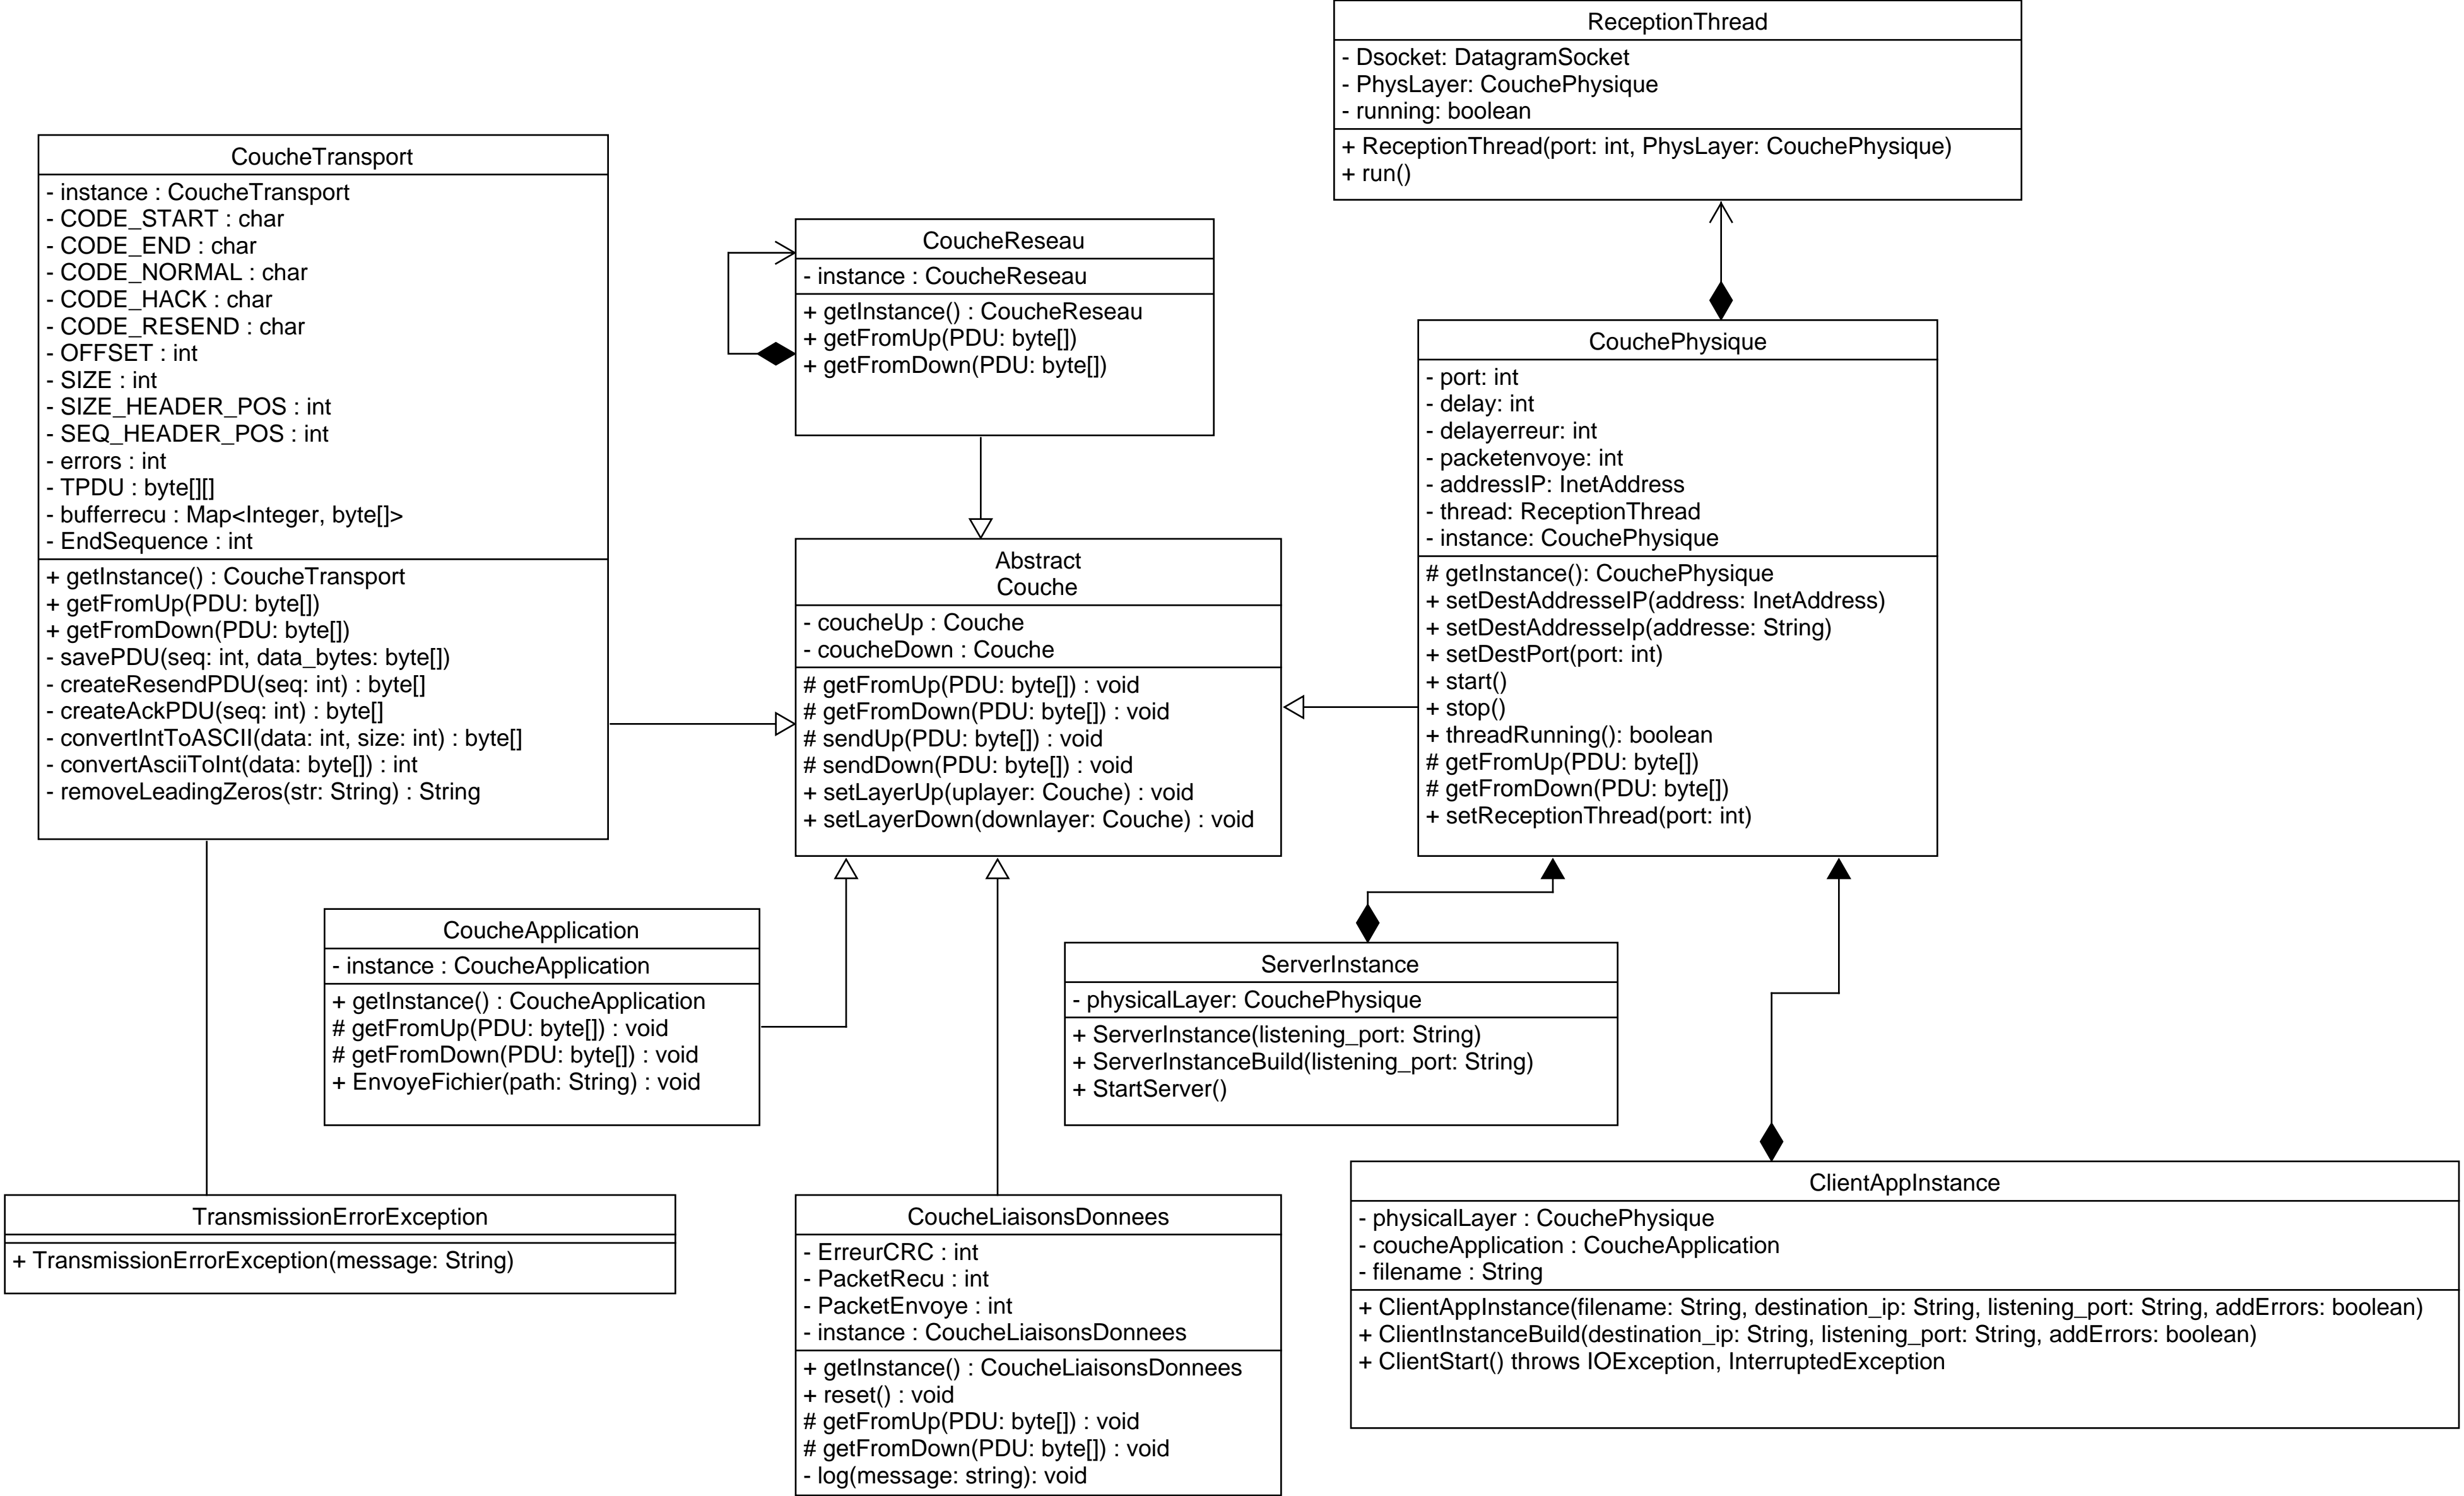 ReceptionThread
- Dsocket: DatagramSocket
- PhysLayer: CouchePhysique
- running: boolean
+ ReceptionThread(port: int, PhysLayer: CouchePhysique)
+ run()
CoucheTransport
- instance : CoucheTransport
- CODE_START : char
- CODE_END : char
- CODE_NORMAL : char
- CODE_HACK : char
- CODE_RESEND : char
- OFFSET : int
- SIZE : int
- SIZE_HEADER_POS : int
- SEQ_HEADER_POS : int
- errors : int
- TPDU : byte[][]
- bufferrecu : Map<Integer, byte[]>
- EndSequence : int
+ getInstance() : CoucheTransport
+ getFromUp(PDU: byte[])
+ getFromDown(PDU: byte[])
- savePDU(seq: int, data_bytes: byte[])
- createResendPDU(seq: int) : byte[]
- createAckPDU(seq: int) : byte[]
- convertIntToASCII(data: int, size: int) : byte[]
- convertAsciiToInt(data: byte[]) : int
- removeLeadingZeros(str: String) : String
CoucheReseau
- instance : CoucheReseau
+ getInstance() : CoucheReseau
+ getFromUp(PDU: byte[])
+ getFromDown(PDU: byte[])
CouchePhysique
- port: int
- delay: int
- delayerreur: int
- packetenvoye: int
- addressIP: InetAddress
- thread: ReceptionThread
- instance: CouchePhysique
# getInstance(): CouchePhysique
+ setDestAddresseIP(address: InetAddress)
+ setDestAddresseIp(addresse: String)
+ setDestPort(port: int)
+ start()
+ stop()
+ threadRunning(): boolean
# getFromUp(PDU: byte[])
# getFromDown(PDU: byte[])
+ setReceptionThread(port: int)
Abstract
Couche
- coucheUp : Couche
- coucheDown : Couche
# getFromUp(PDU: byte[]) : void
# getFromDown(PDU: byte[]) : void
# sendUp(PDU: byte[]) : void
# sendDown(PDU: byte[]) : void
+ setLayerUp(uplayer: Couche) : void
+ setLayerDown(downlayer: Couche) : void
CoucheApplication
- instance : CoucheApplication
+ getInstance() : CoucheApplication
# getFromUp(PDU: byte[]) : void
# getFromDown(PDU: byte[]) : void
+ EnvoyeFichier(path: String) : void
ServerInstance
- physicalLayer: CouchePhysique
+ ServerInstance(listening_port: String)
+ ServerInstanceBuild(listening_port: String)
+ StartServer()
TransmissionErrorException
+ TransmissionErrorException(message: String)
CoucheLiaisonsDonnees
- ErreurCRC : int
- PacketRecu : int
- PacketEnvoye : int
- instance : CoucheLiaisonsDonnees
+ getInstance() : CoucheLiaisonsDonnees
+ reset() : void
# getFromUp(PDU: byte[]) : void
# getFromDown(PDU: byte[]) : void
- log(message: string): void
ClientAppInstance
- physicalLayer : CouchePhysique
- coucheApplication : CoucheApplication
- filename : String
+ ClientAppInstance(filename: String, destination_ip: String, listening_port: String, addErrors: boolean)
+ ClientInstanceBuild(destination_ip: String, listening_port: String, addErrors: boolean)
+ ClientStart() throws IOException, InterruptedException